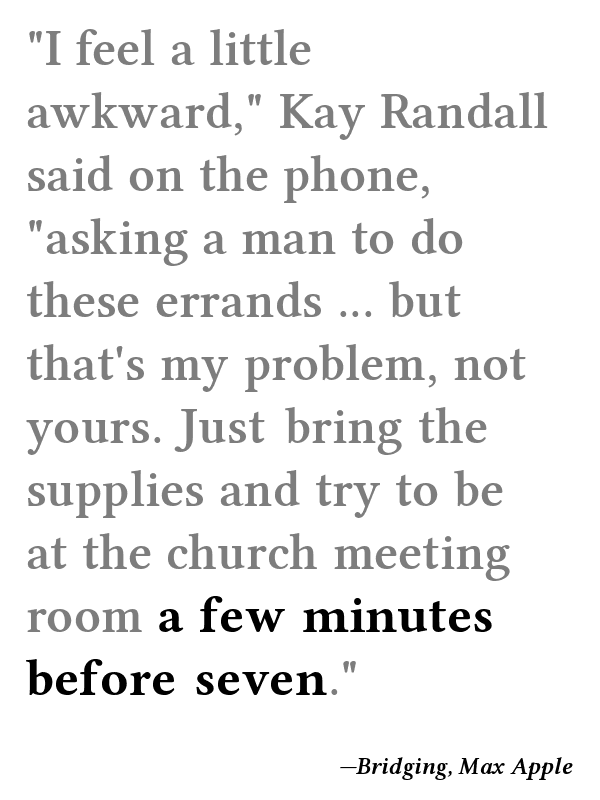 "I feel a little
awkward," Kay Randall
said on the phone,
"asking a man to do
these errands ... but
that's my problem, not
yours. Just bring the
supplies and try to be
at the church meeting
room a few minutes
before seven."
—Bridging, Max Apple